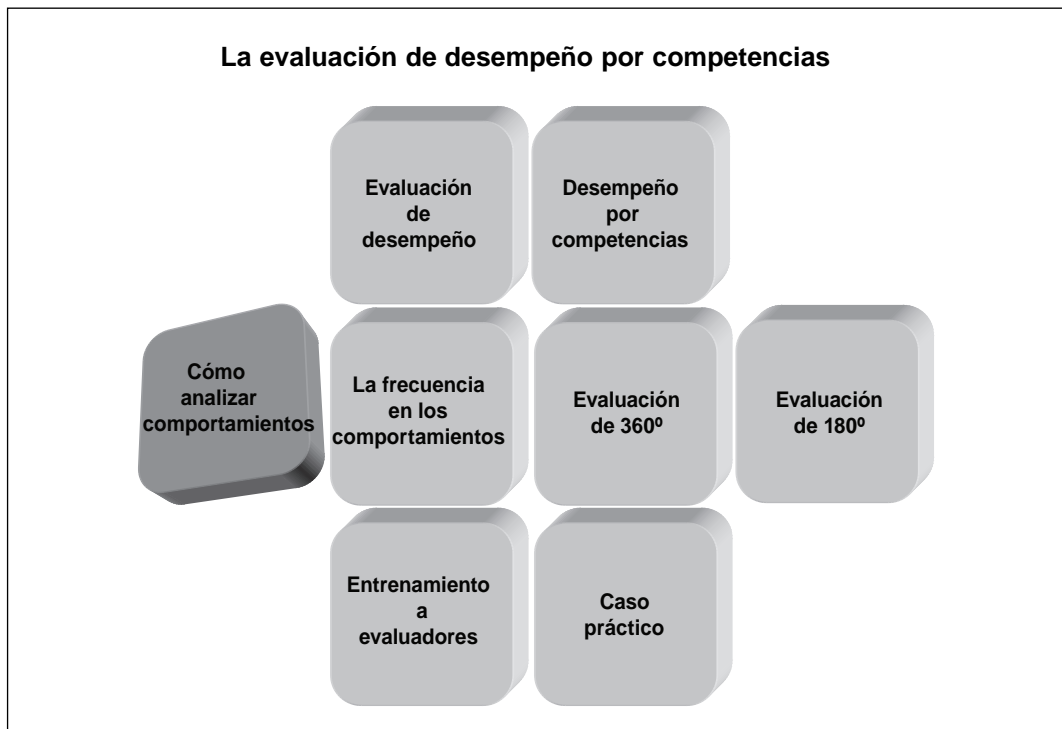 La evaluación de desempeño por competencias
Evaluación
de
desempeño
Desempeño
por
competencias
Cómo
analizar
comportamientos
La frecuencia
en los
comportamientos
Evaluación
de 360º
Evaluación
de 180º
Entrenamiento
a
evaluadores
Caso
práctico